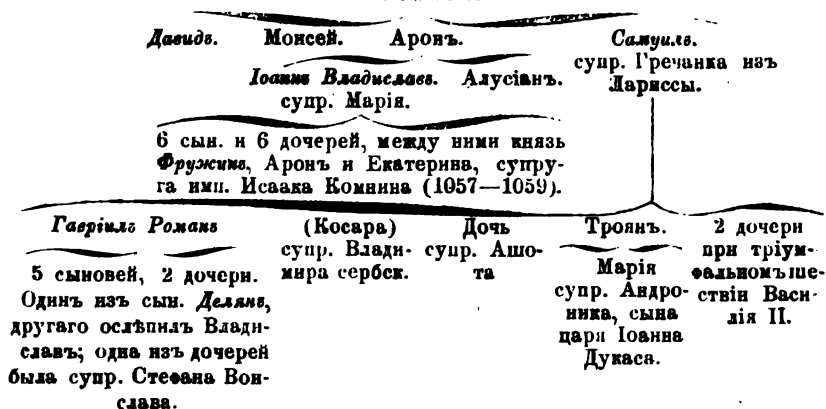 Давидъ. Моисей. Аронъ. Самуилъ.
супр. Гречанка изъ
Лариссы.
Іоаннъ Владиславъ. Алусіанъ.
супр. Марія.
6 сын. и 6 дочерей, между ними князь
Фружинъ, Аронъ и Екатерина, супру-
га имп. Исаака Комнина (1057—1059).
Гавріилъ Романъ
5 сыновей, 2 дочери.
Одинъ изъ сын. Делянъ,
другаго ослѣпилъ Влади-
славъ; одна изъ дочерей
была супр. Стефана Вои-
слава.
(Косара)
супр. Влади-
мира сербск.
Дочь
супр. Ашо-
та
Троянъ.
Марія
супр. Андро-
ника, сына
царя Іоанна
Дукаса.
2 дочери
при тріум-
фальномъ ше-
ствіи Васи-
лія II.